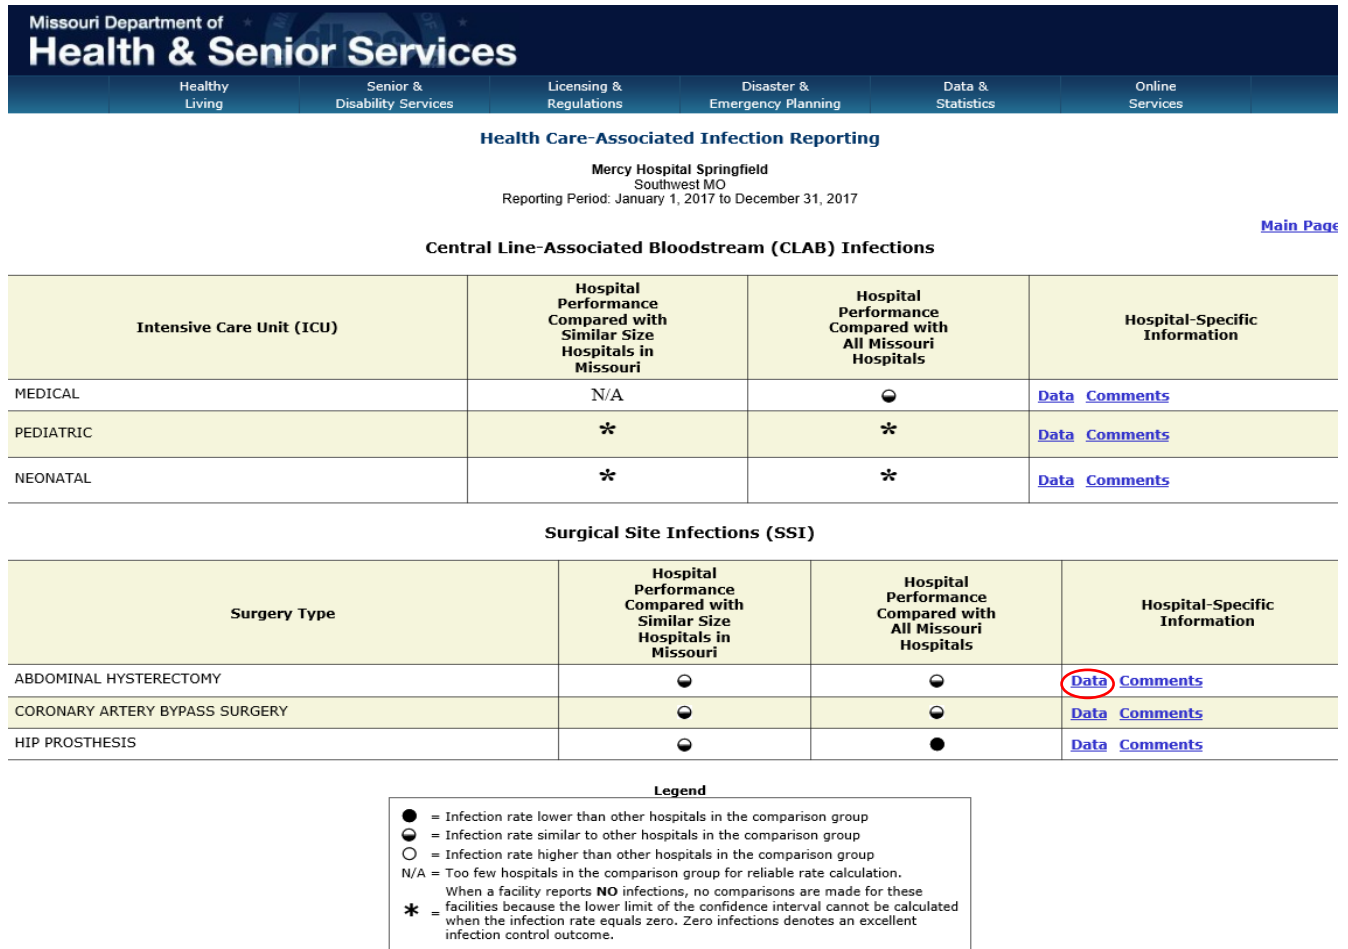 Missouri Department of
Health & Senior Services
Healthy Living
Senior & Disability Services
Licensing & Regulations
Disaster & Emergency Planning
Data & Statistics
Online Services
Health Care-Associated Infection Reporting
Mercy Hospital Springfield
Southwest MO
Reporting Period: January 1, 2017 to December 31, 2017
Main Page
Central Line-Associated Bloodstream (CLAB) Infections
Intensive Care Unit (ICU)
Hospital
Performance
Compared with
Similar Size
Hospitals in
Missouri
Hospital
Performance
Compared with
All Missouri
Hospitals
Hospital-Specific
Information
MEDICAL N/A Data Comments
PEDIATRIC * * Data Comments
NEONATAL * * Data Comments
Surgical Site Infections (SSI)
Surgery Type
Hospital
Performance
Compared with
Similar Size
Hospitals in
Missouri
Hospital
Performance
Compared with
All Missouri
Hospitals
Hospital-Specific
Information
ABDOMINAL HYSTERECTOMY Data Comments
CORONARY ARTERY BYPASS SURGERY Data Comments
HIP PROSTHESIS Data Comments
Legend
= Infection rate lower than other hospitals in the comparison group
= Infection rate similar to other hospitals in the comparison group
= Infection rate higher than other hospitals in the comparison group
N/A = Too few hospitals in the comparison group for reliable rate calculation.
When a facility reports NO infections, no comparisons are made for these
* = facilities because the lower limit of the confidence interval cannot be calculated
when the infection rate equals zero. Zero infections denotes an excellent
infection control outcome.